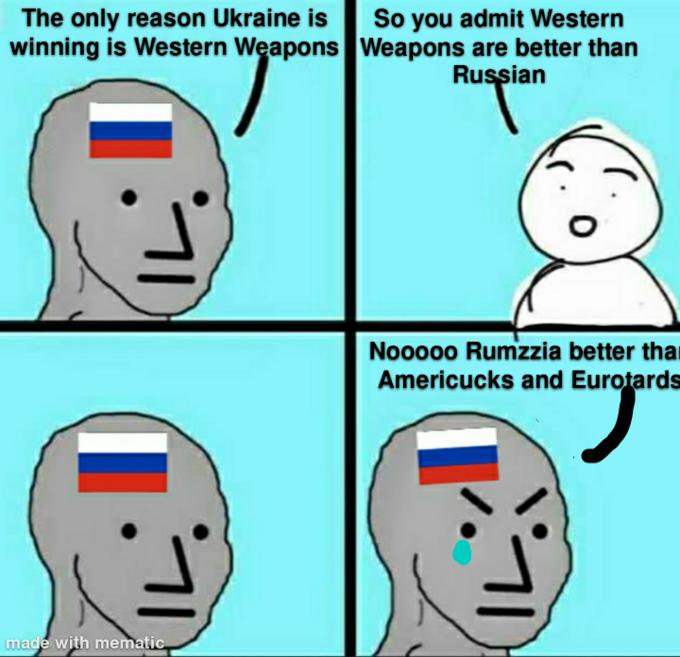 The only reason Ukraine is
winning is Western Weapons
So you admit Western
Weapons are better than
Russian
Nooooo Rumzzia better than
Americucks and Eurotards
made with mematic